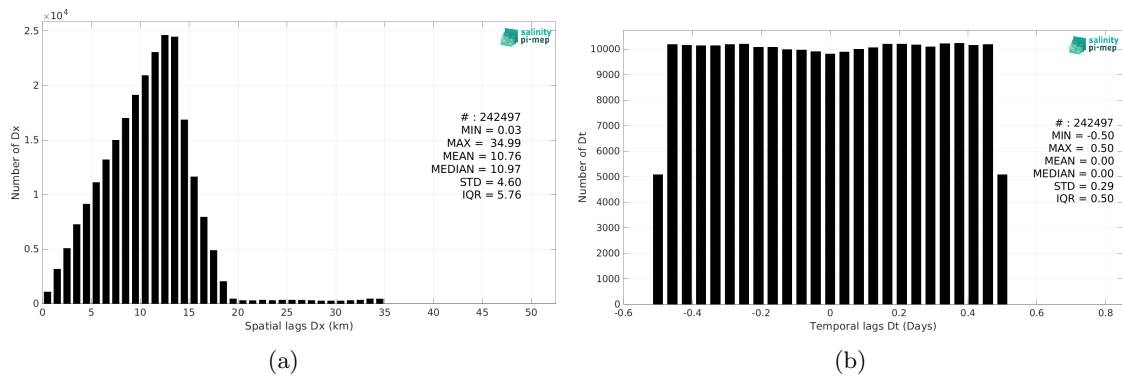 ×10⁴
2.5
2
1.5
1
0.5
0
Number of Dx
0 5 10 15 20 25 30 35 40 45 50
Spatial lags Dx (km)
salinity
pi-mep
# : 242497
MIN = 0.03
MAX = 34.99
MEAN = 10.76
MEDIAN = 10.97
STD = 4.60
IQR = 5.76
(a)
10000
9000
8000
7000
6000
5000
4000
3000
2000
1000
0
Number of Dt
-0.6 -0.4 -0.2 0 0.2 0.4 0.6 0.8
Temporal lags Dt (Days)
salinity
pi-mep
# : 242497
MIN = -0.50
MAX = 0.50
MEAN = 0.00
MEDIAN = 0.00
STD = 0.29
IQR = 0.50
(b)